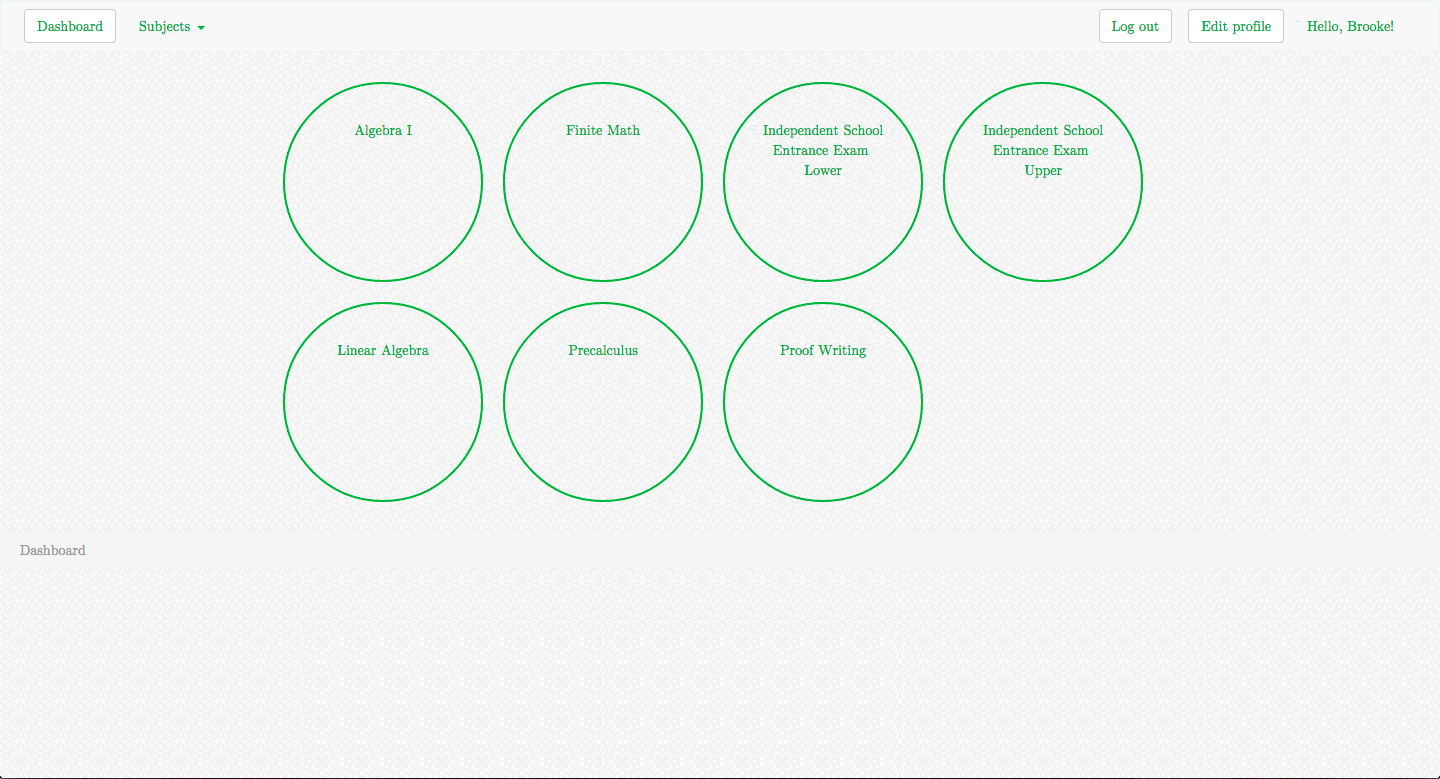 Dashboard Subjects Log out Edit profile Hello, Brooke!
Algebra I
Finite Math
Independent School
Entrance Exam
Lower
Independent School
Entrance Exam
Upper
Linear Algebra
Precalculus
Proof Writing
Dashboard